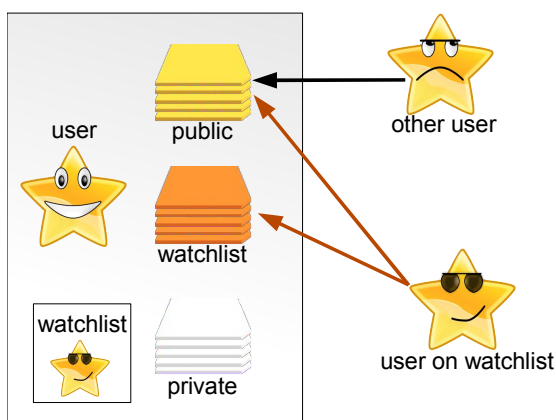 public
other user
user
watchlist
watchlist
private
user on watchlist